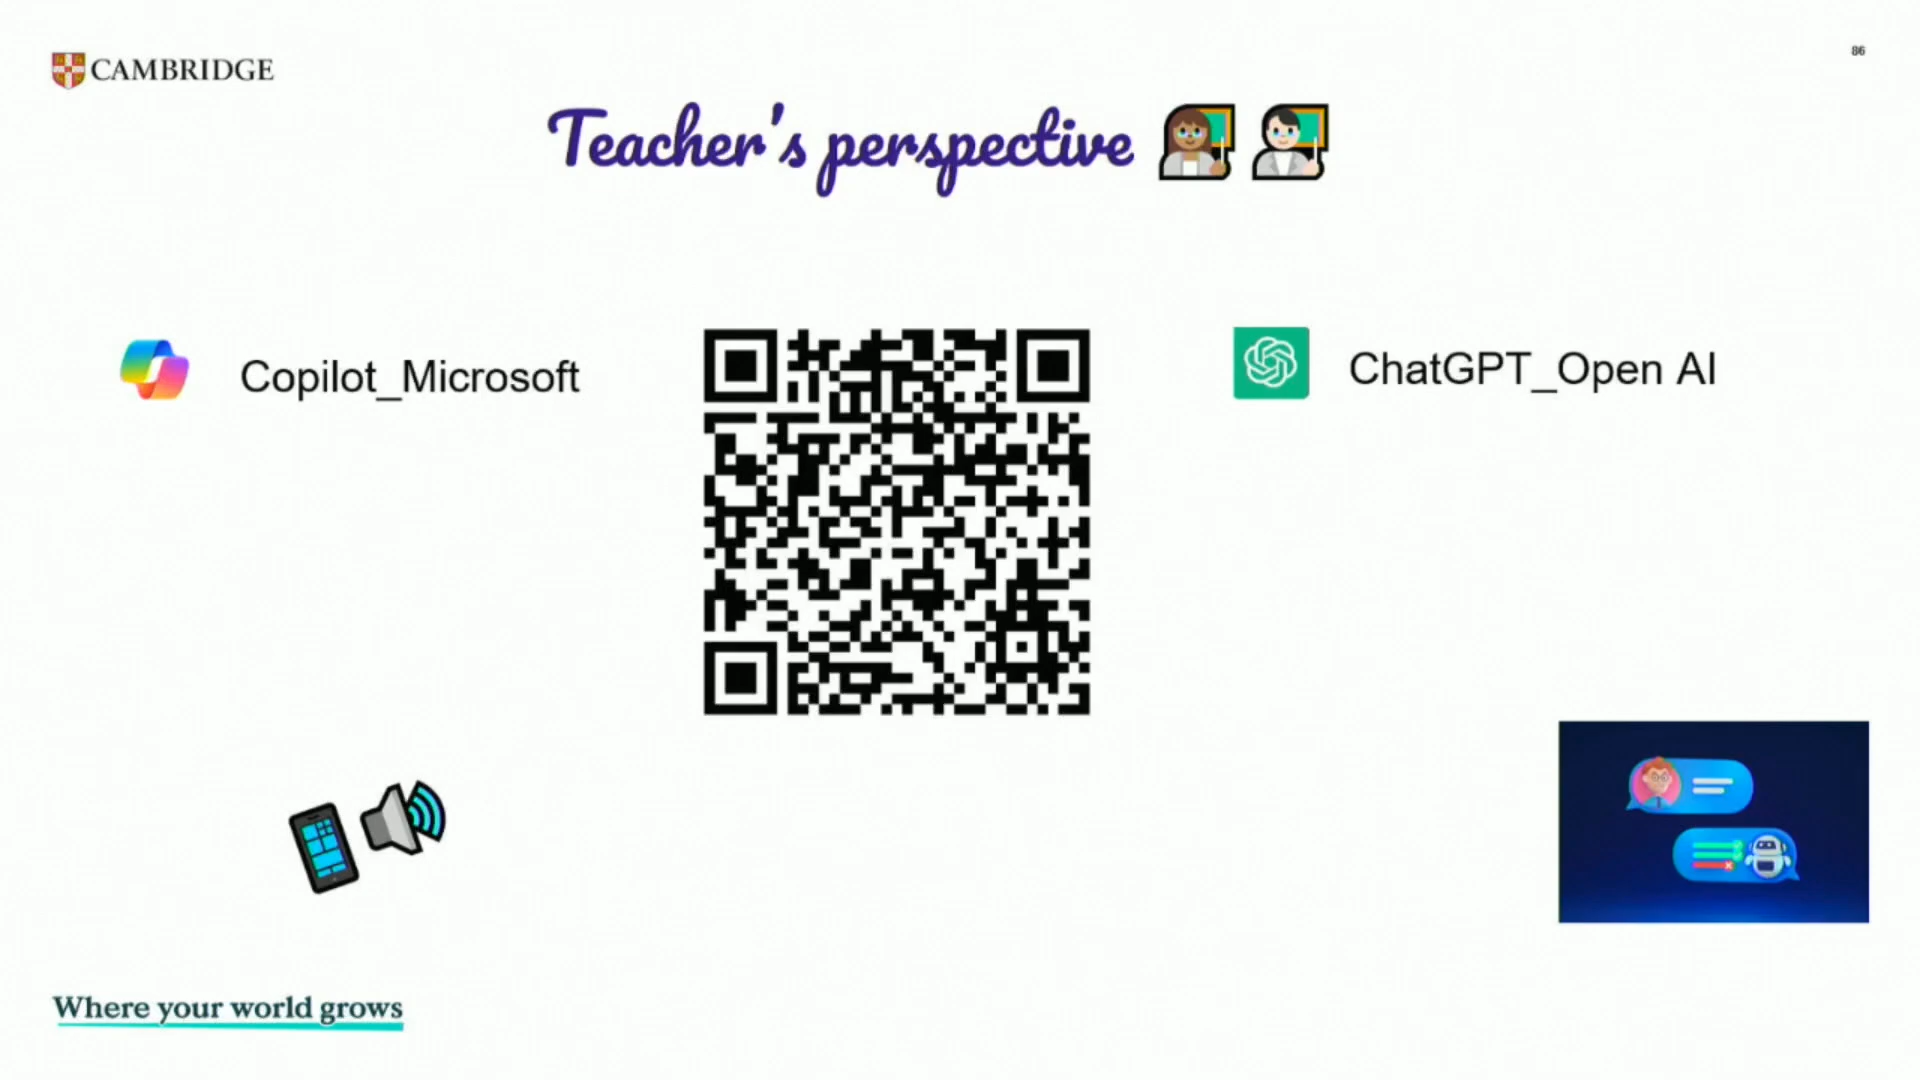 CAMBRIDGE
86
Teacher's perspective
Copilot_Microsoft
ChatGPT_Open AI
Where your world grows